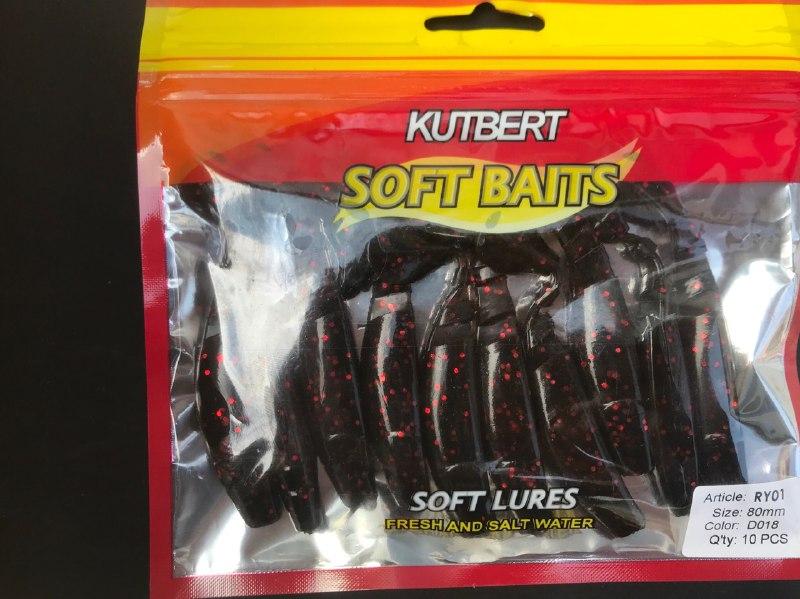 KUTBERT
SOFT BAITS
SOFT LURES
FRESH AND SALT WATER
Article: RY01
Size: 80mm
Color: D018
Q'ty: 10 PCS